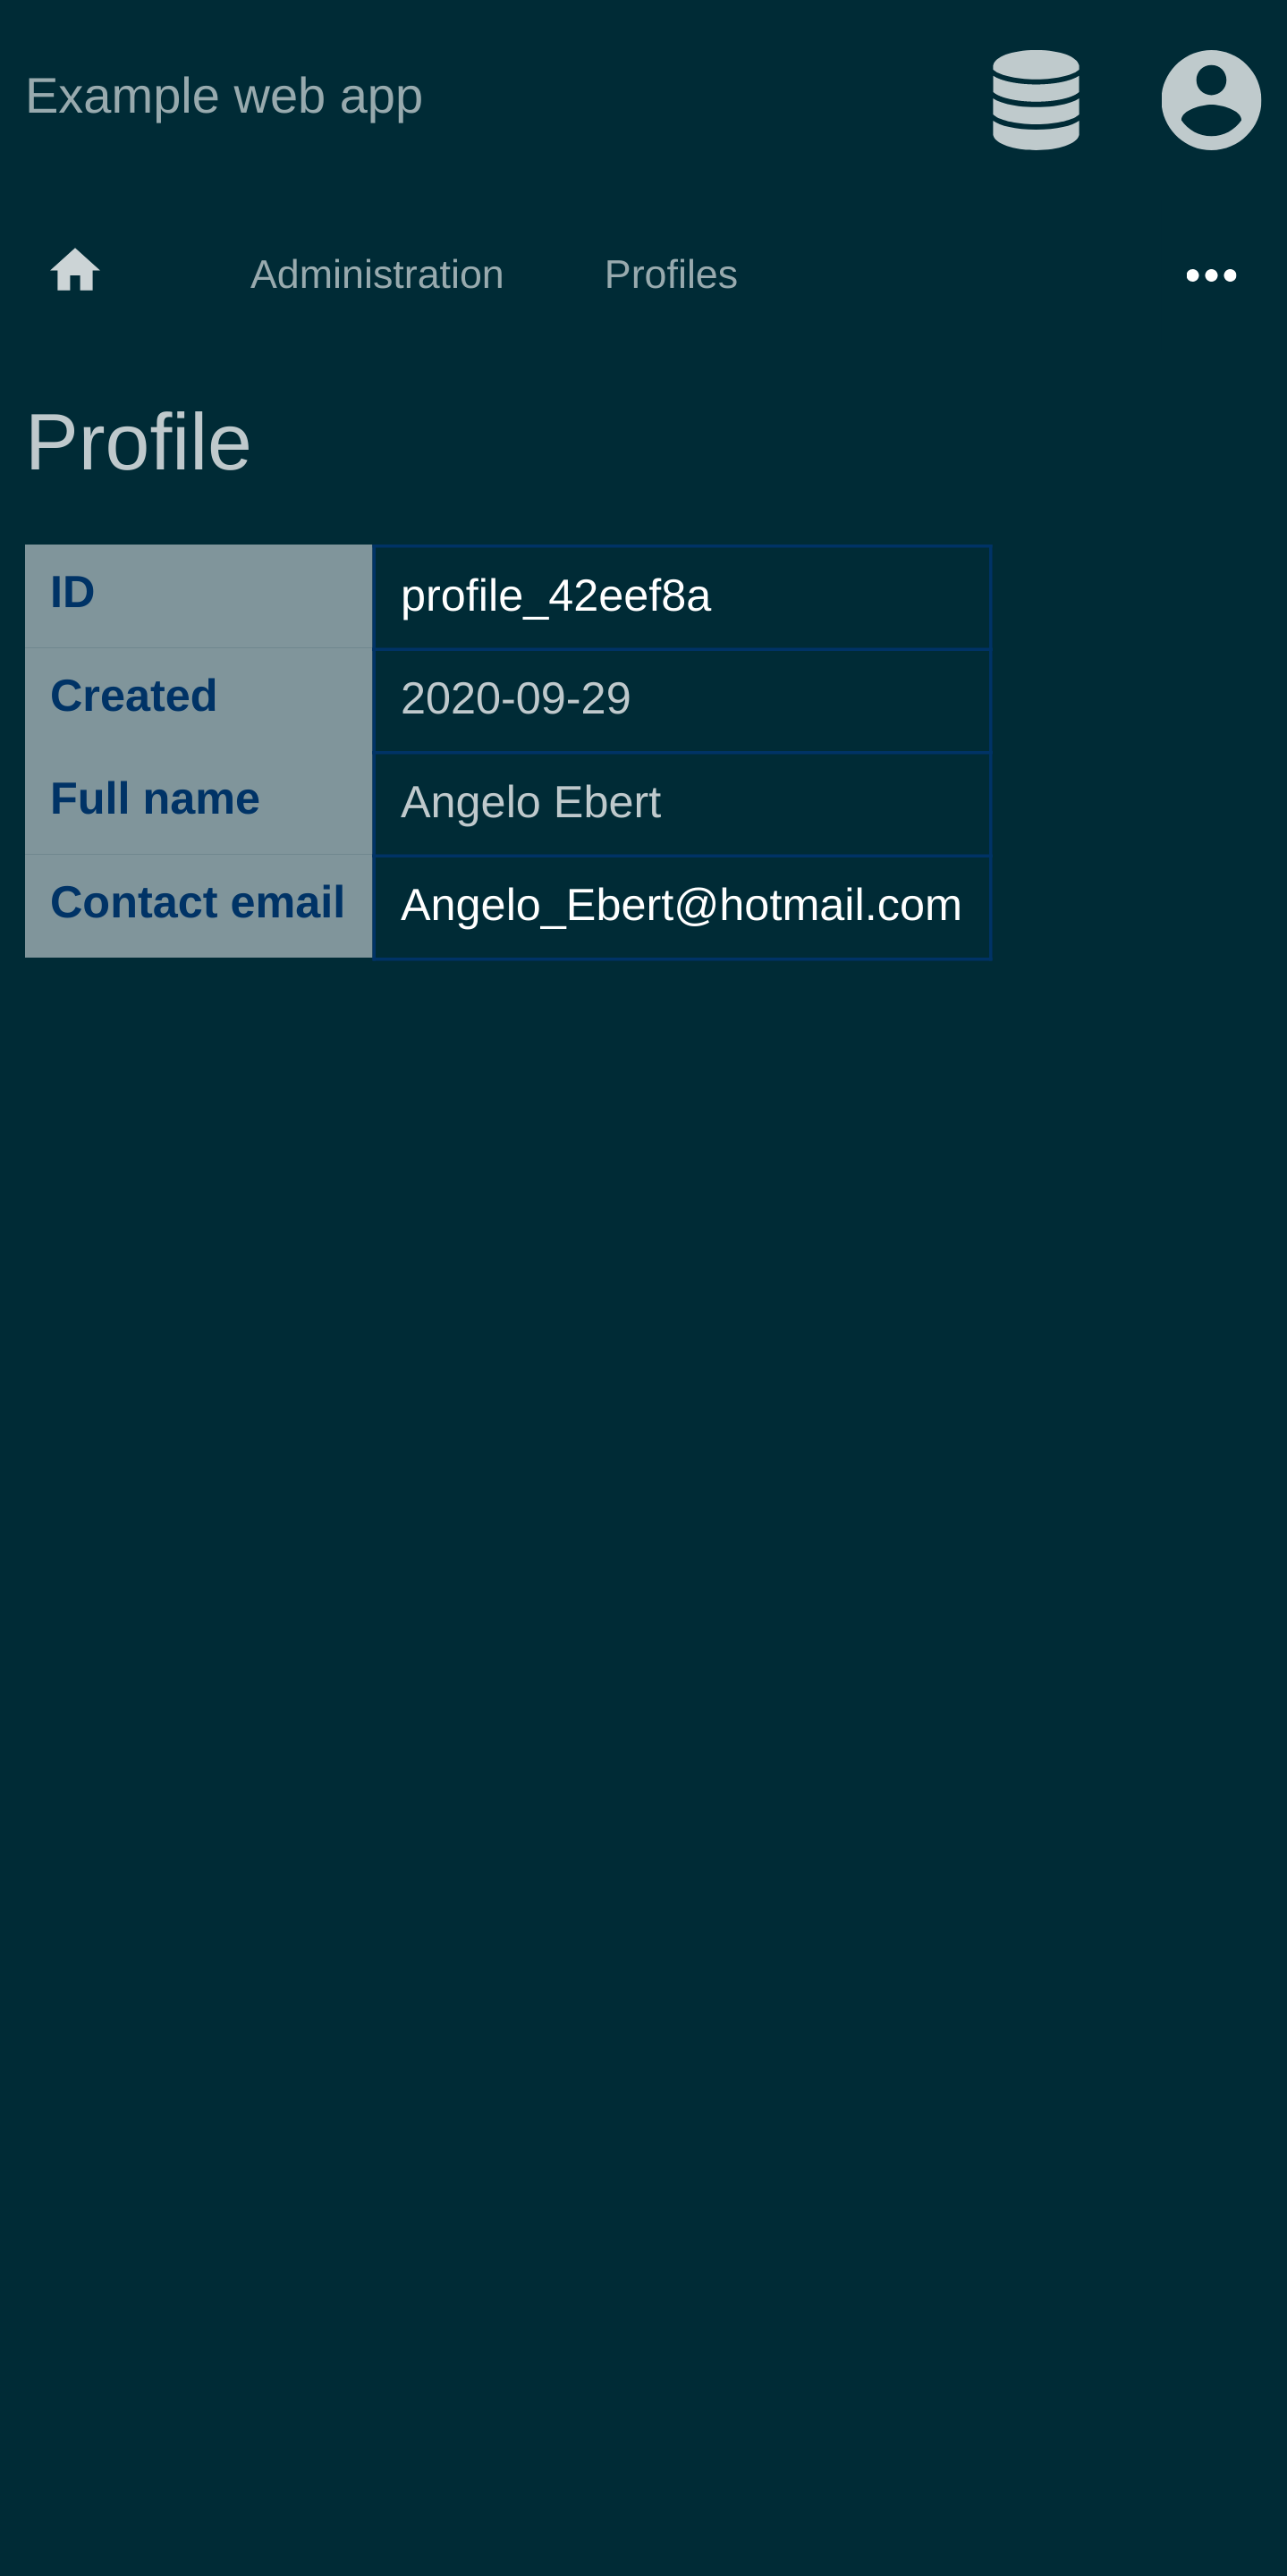 Example web app
Administration Profiles
Profile
ID profile_42eef8a
Created 2020-09-29
Full name Angelo Ebert
Contact email Angelo_Ebert@hotmail.com